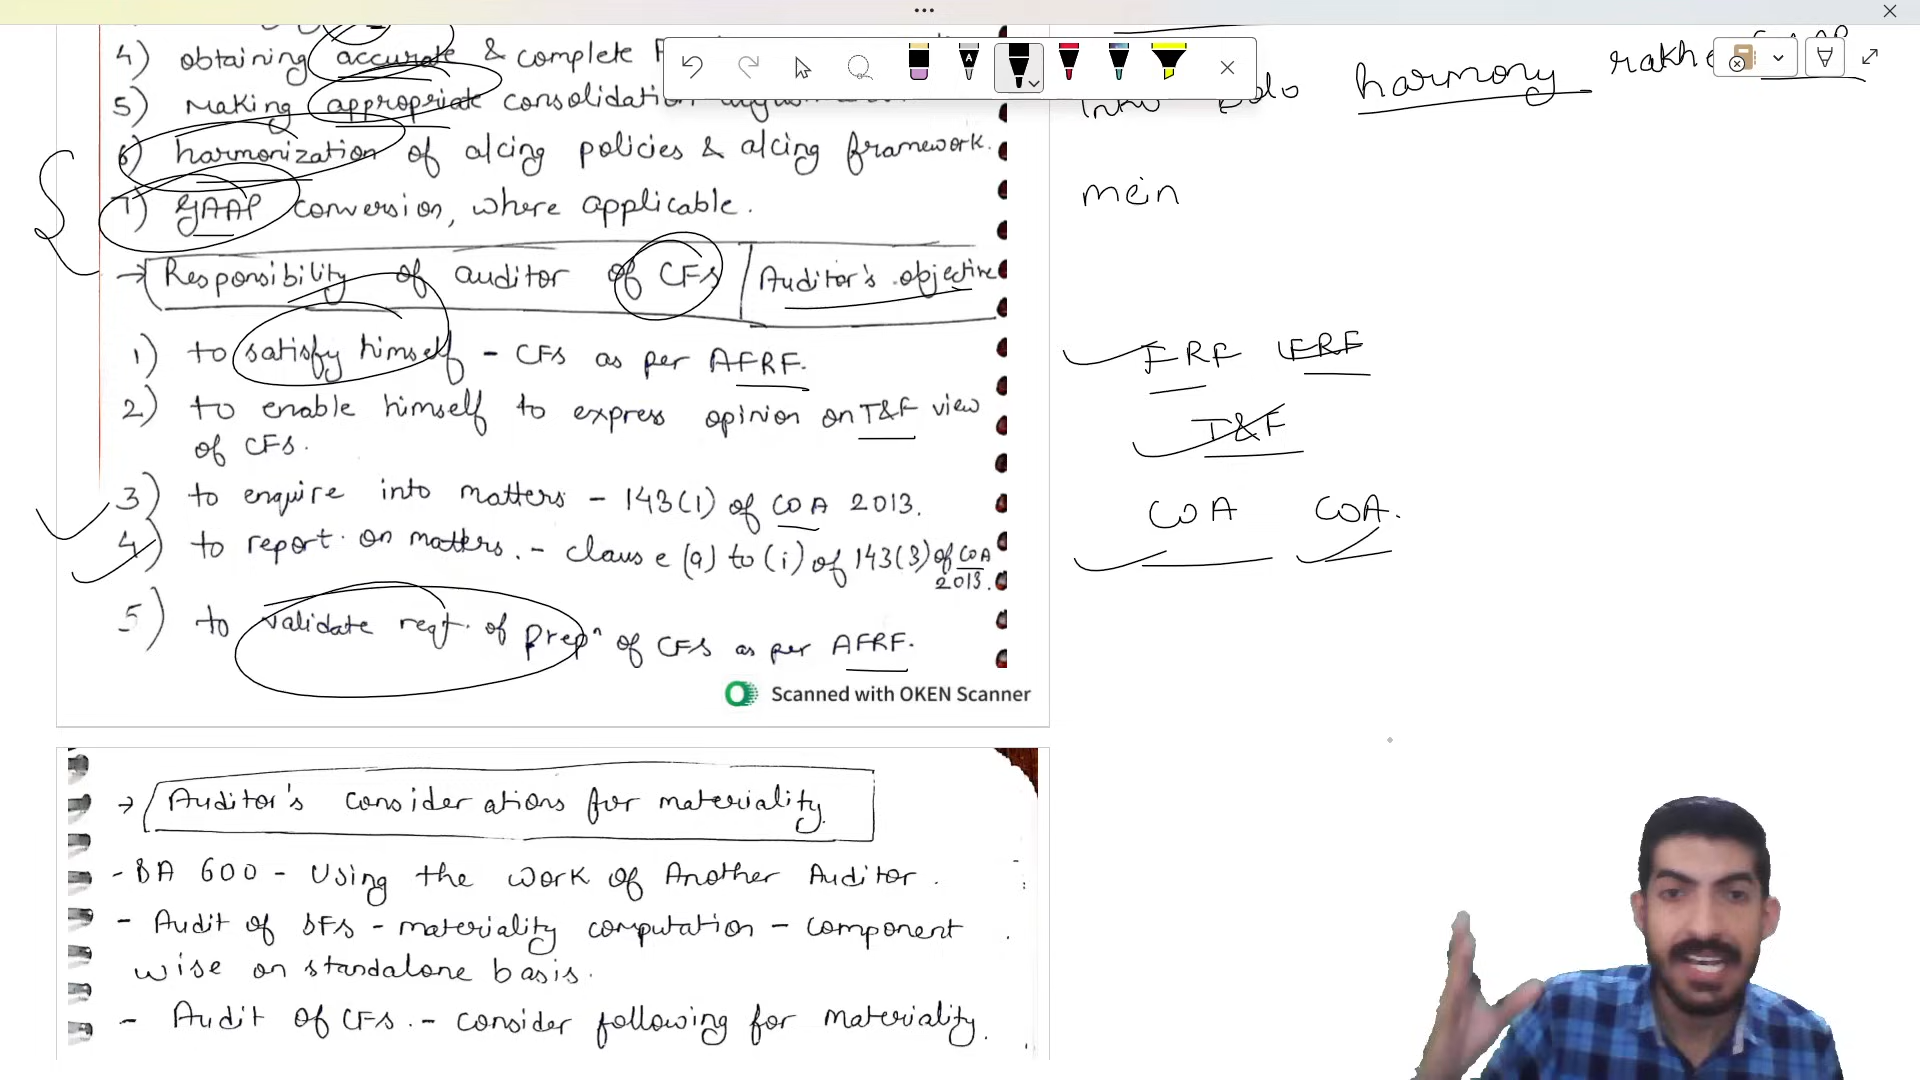 4) obtaining accurate & complete
5) Making appropriate
6) harmonization of a/cing policies & a/cing framework.
7) GAAP conversion, where applicable.
→ Responsibility of auditor of CFS | Auditor's objective
1) to satisfy himself - CFS as per AFRF.
2) to enable himself to express opinion on T&F view
of CFS.
3) to enquire into matters - 143(1) of COA 2013.
4) to report on matters. - clause (a) to (i) of 143(3) of COA
2013.
5) to validate reqt. of prepⁿ of CFS as per AFRF.
Scanned with OKEN Scanner
→ Auditor's considerations for materiality.
- SA 600 - Using the work of Another Auditor.
- Audit of SFS - materiality computation - component
wise on standalone basis.
- Audit of CFS. - consider following for materiality.
harmony
mein
FRF FRF
T&F
COA COA.